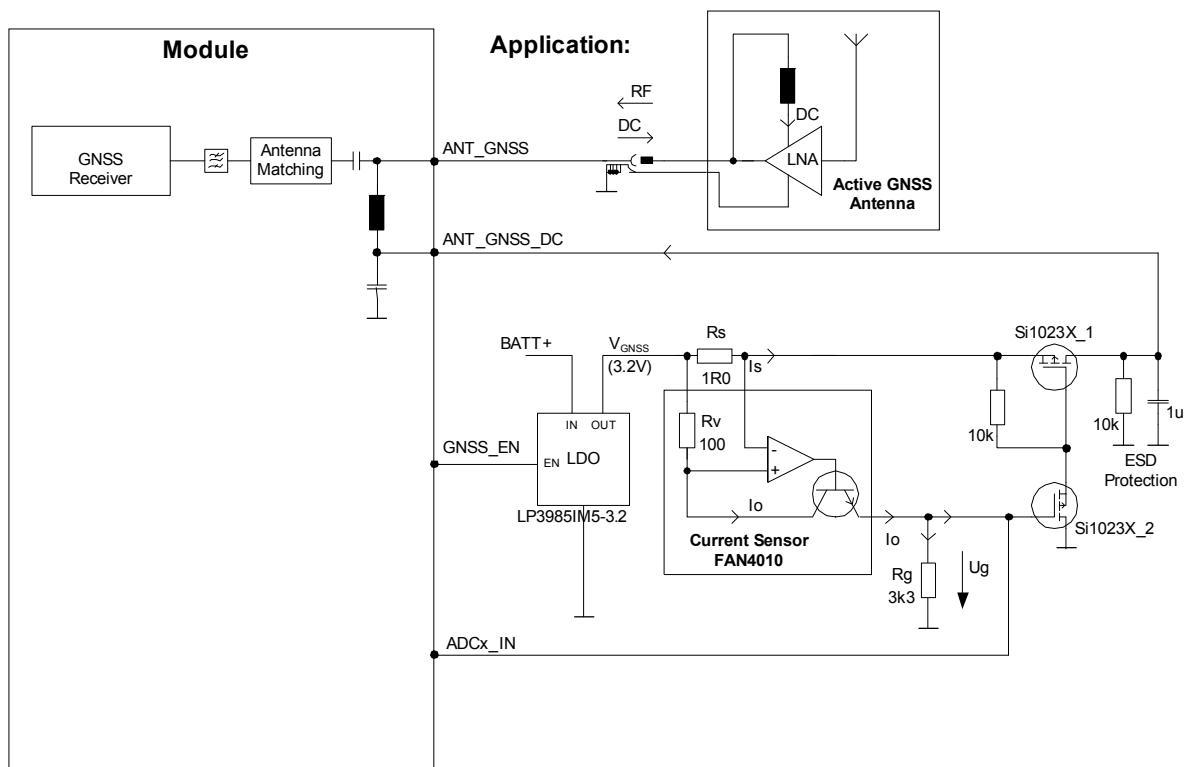 Module
Application:
GNSS
Receiver
Antenna
Matching
ANT_GNSS
RF
DC
DC
LNA
Active GNSS
Antenna
ANT_GNSS_DC
BATT+
VGNSS
(3.2V)
Rs
1R0
Is
Si1023X_1
IN OUT
EN LDO
GNSS_EN
LP3985IM5-3.2
Rv
100
-
+
Io
Io
Current Sensor
FAN4010
10k
10k
1u
ESD
Protection
Si1023X_2
Rg
3k3
Ug
ADCx_IN